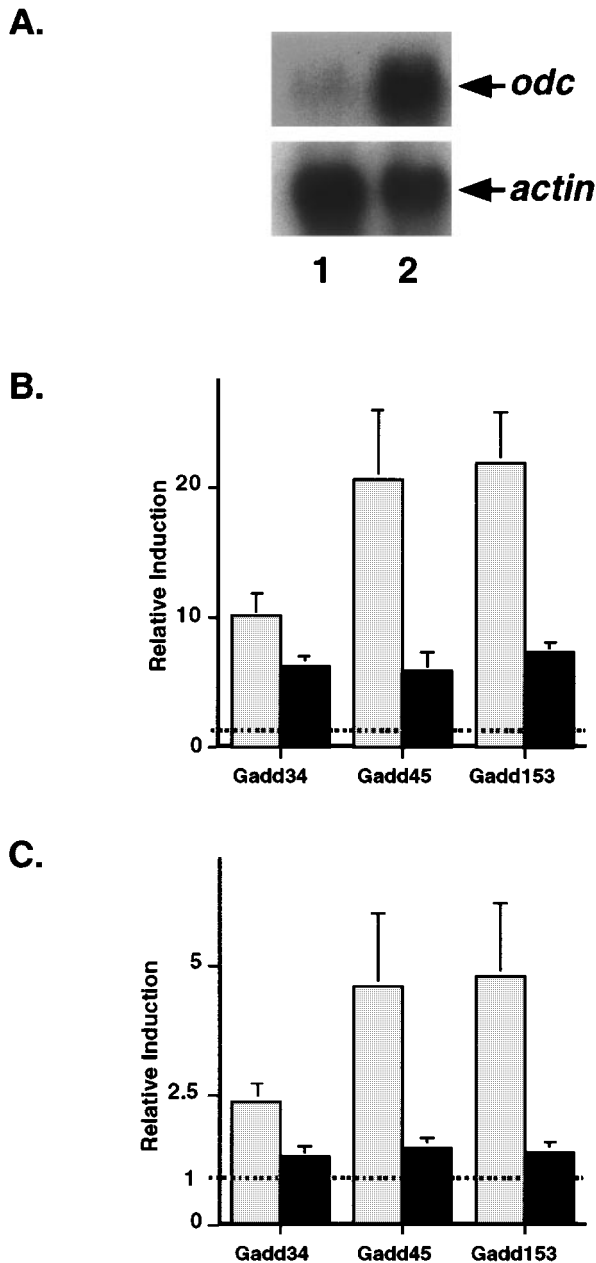 A.
odc
actin
1 2
B.
Relative Induction
20
10
0
Gadd34 Gadd45 Gadd153
C.
Relative Induction
5
2.5
1
0
Gadd34 Gadd45 Gadd153